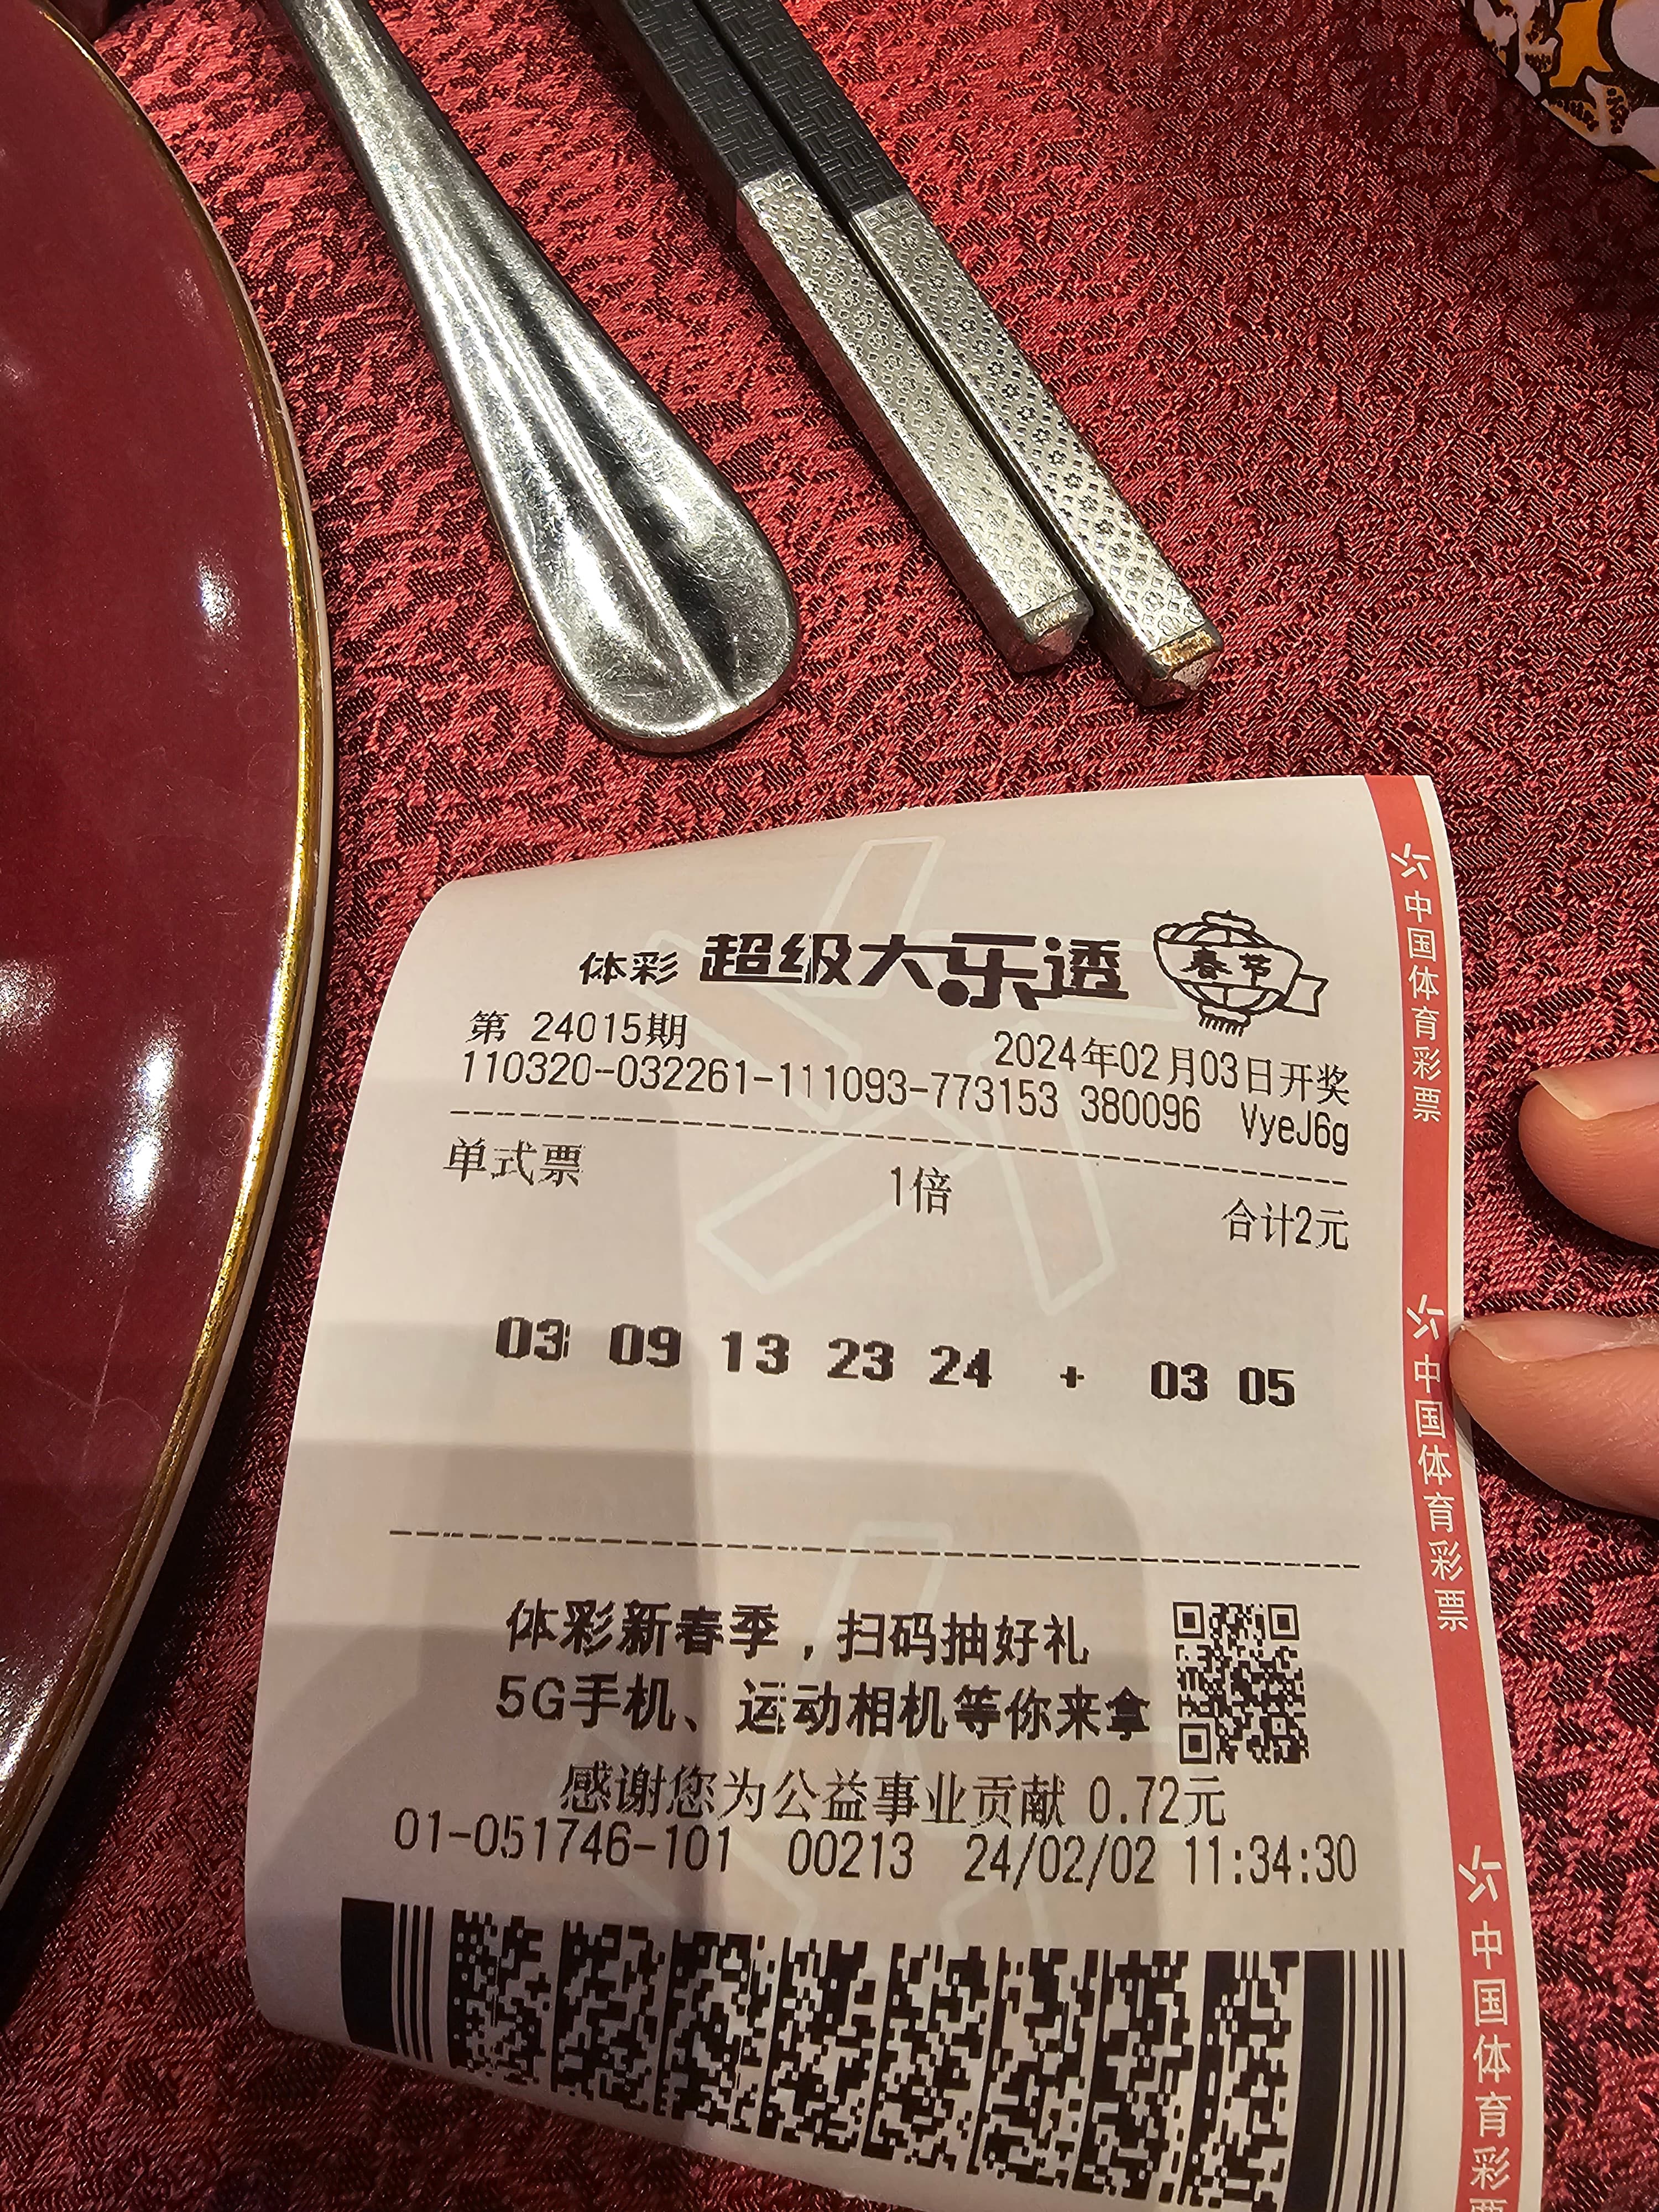 体彩 超级大乐透 春节
第 24015期
2024年02月03日开奖
110320-032261-111093-773153 380096 VyeJ6g
单式票 1倍 合计2元
03 09 13 23 24 + 03 05
体彩新春季，扫码抽好礼
5G手机、运动相机等你来拿
感谢您为公益事业贡献 0.72元
01-051746-101 00213 24/02/02 11:34:30
中国体育彩票
中国体育彩票
中国体育彩票